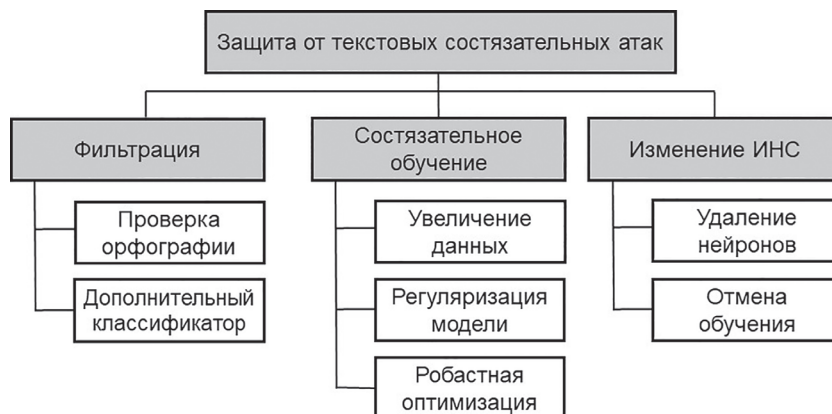 Защита от текстовых состязательных атак
Фильтрация
Проверка
орфографии
Дополнительный
классификатор
Состязательное
обучение
Увеличение
данных
Регуляризация
модели
Робастная
оптимизация
Изменение ИНС
Удаление
нейронов
Отмена
обучения